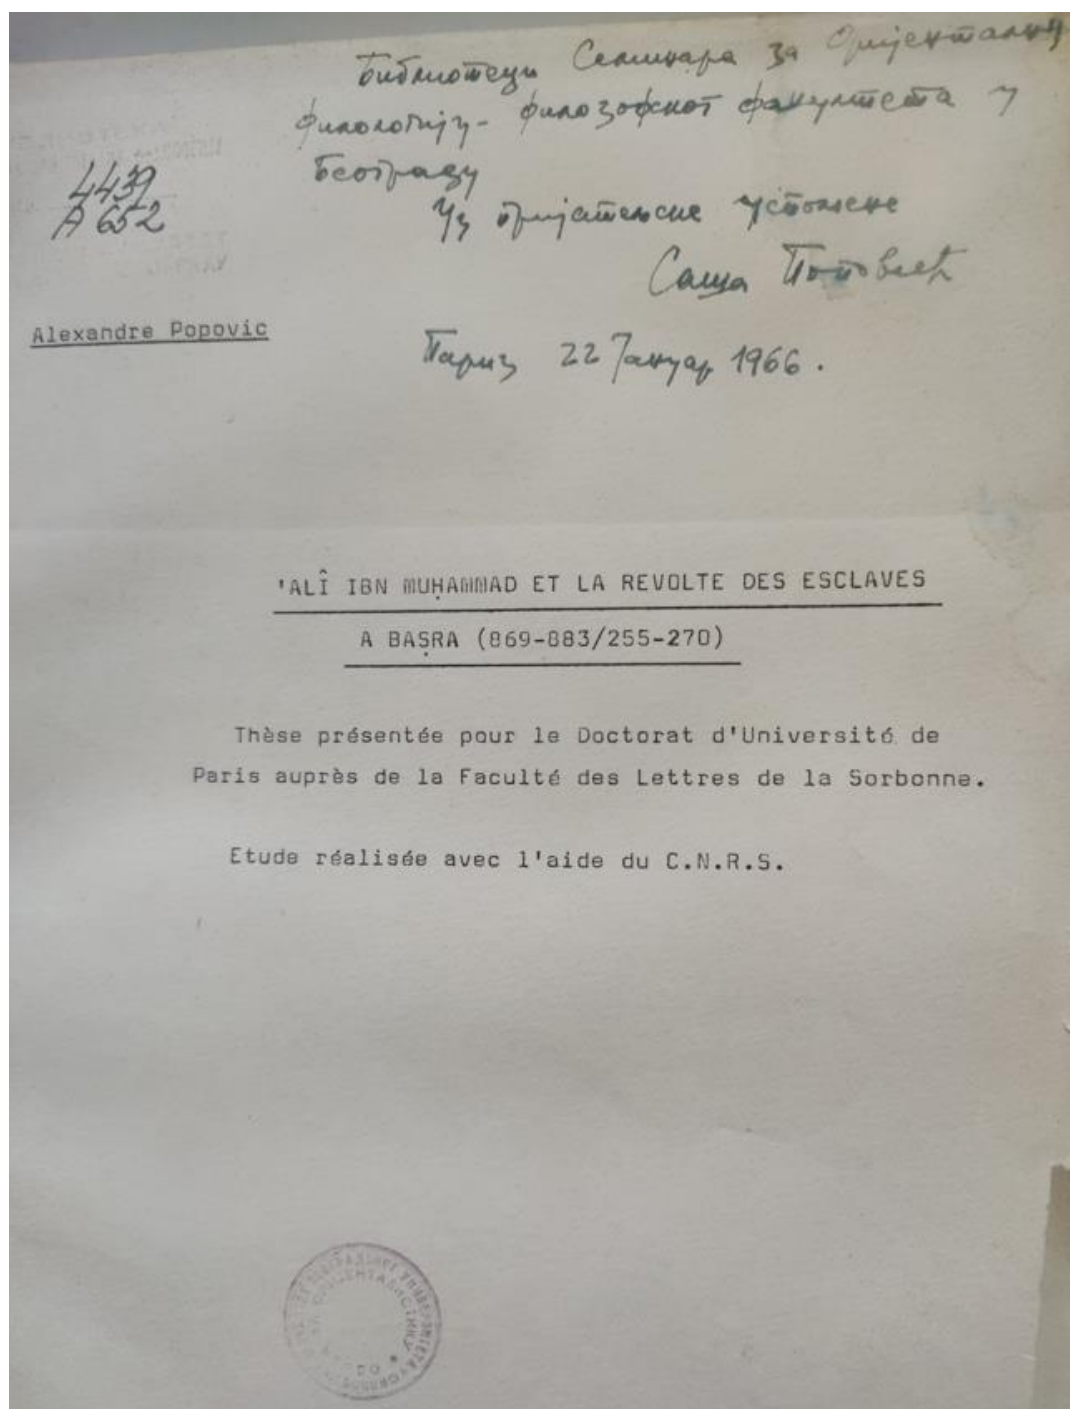 Библиотеци Семинара за Оријенталну
филологију - филозофског факултета у
Београду
Уз пријатељске успомене
Саша Поповић
Париз 22 Јануар 1966.
4439
A 652
Alexandre Popovic
'ALÎ IBN MUḤAMMAD ET LA REVOLTE DES ESCLAVES
A BAṢRA (869-883/255-270)
Thèse présentée pour le Doctorat d'Université de
Paris auprès de la Faculté des Lettres de la Sorbonne.
Etude réalisée avec l'aide du C.N.R.S.